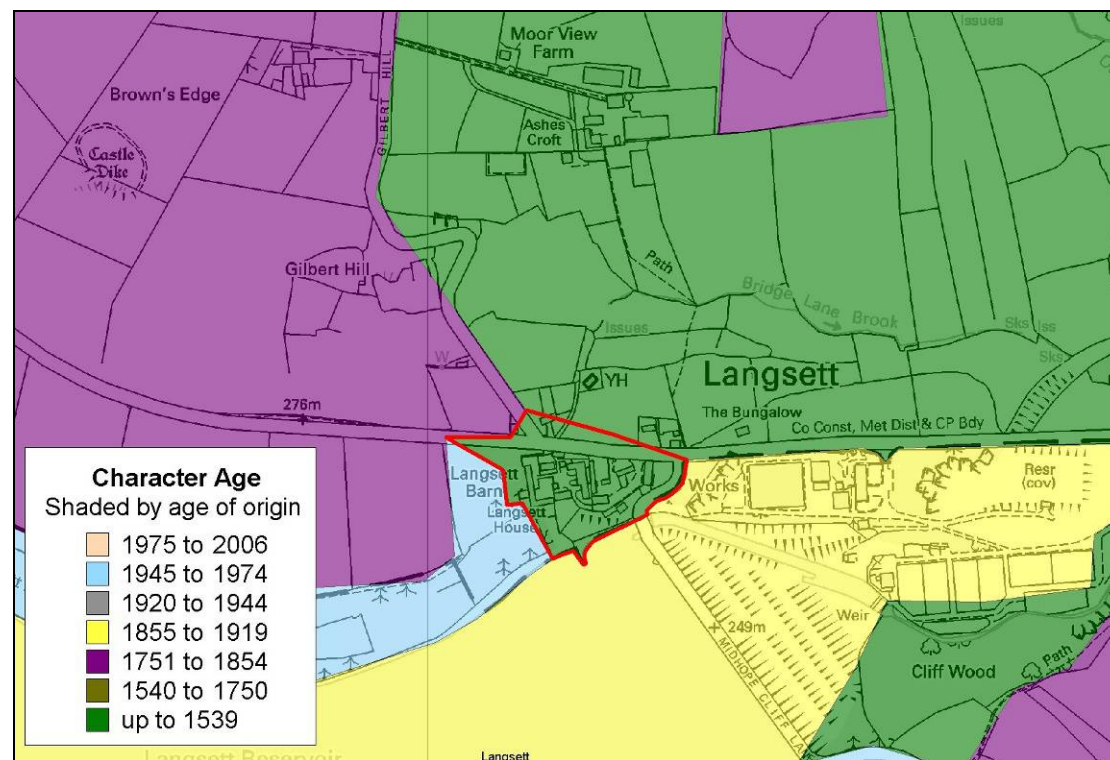 Issues
Moor View
Farm
Brown's Edge
GILBERT HILL
Ashes
Croft
Castle
Dike
Path
Gilbert Hill
Bridge Lane Brook
Issues
Sks Iss
Sks
W
YH
Langsett
276m
The Bungalow
Co Const, Met Dist & CP Bdy
Langsett
Barn
Works
Resr
(cov)
Langsett
House
Character Age
Shaded by age of origin
1975 to 2006
1945 to 1974
1920 to 1944
1855 to 1919
1751 to 1854
1540 to 1750
up to 1539
Weir
249m
MIDHOPE CLIFF LA
Cliff Wood
Path
Langsett Reservoir
Langsett